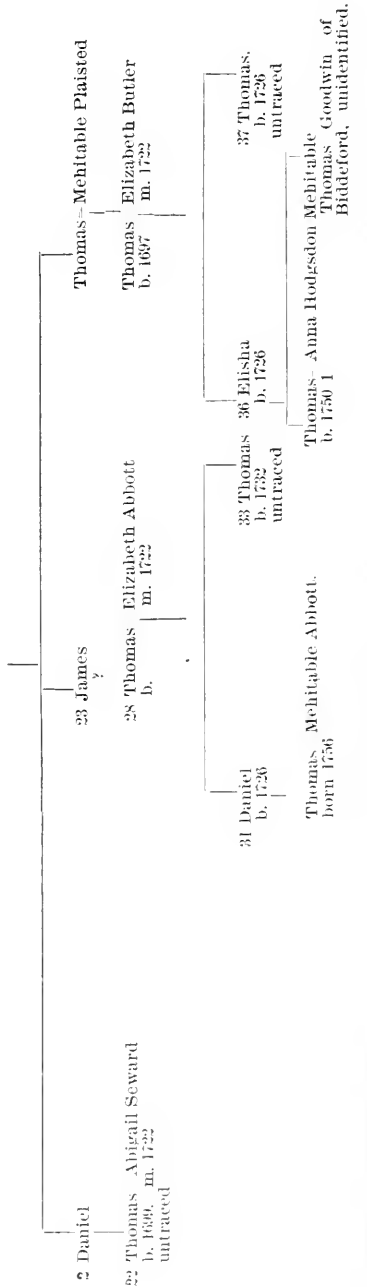 2 Daniel
22 Thomas Abigail Seward
b. 1699. m. 1722
untraced
23 James
?
28 Thomas Elizabeth Abbott
b. m. 1722
Thomas=Mehitable Plaisted
Thomas Elizabeth Butler
b. 1697 m. 1722
31 Daniel
b. 1726
33 Thomas
b. 1732
untraced
36 Elisha
b. 1726
37 Thomas.
b. 1726
untraced
Thomas Mehitable Abbott.
born 1756
Thomas= Anna Hodgsdon Mehitable
b. 1750 1
Thomas Goodwin of
Biddeford, unidentified.